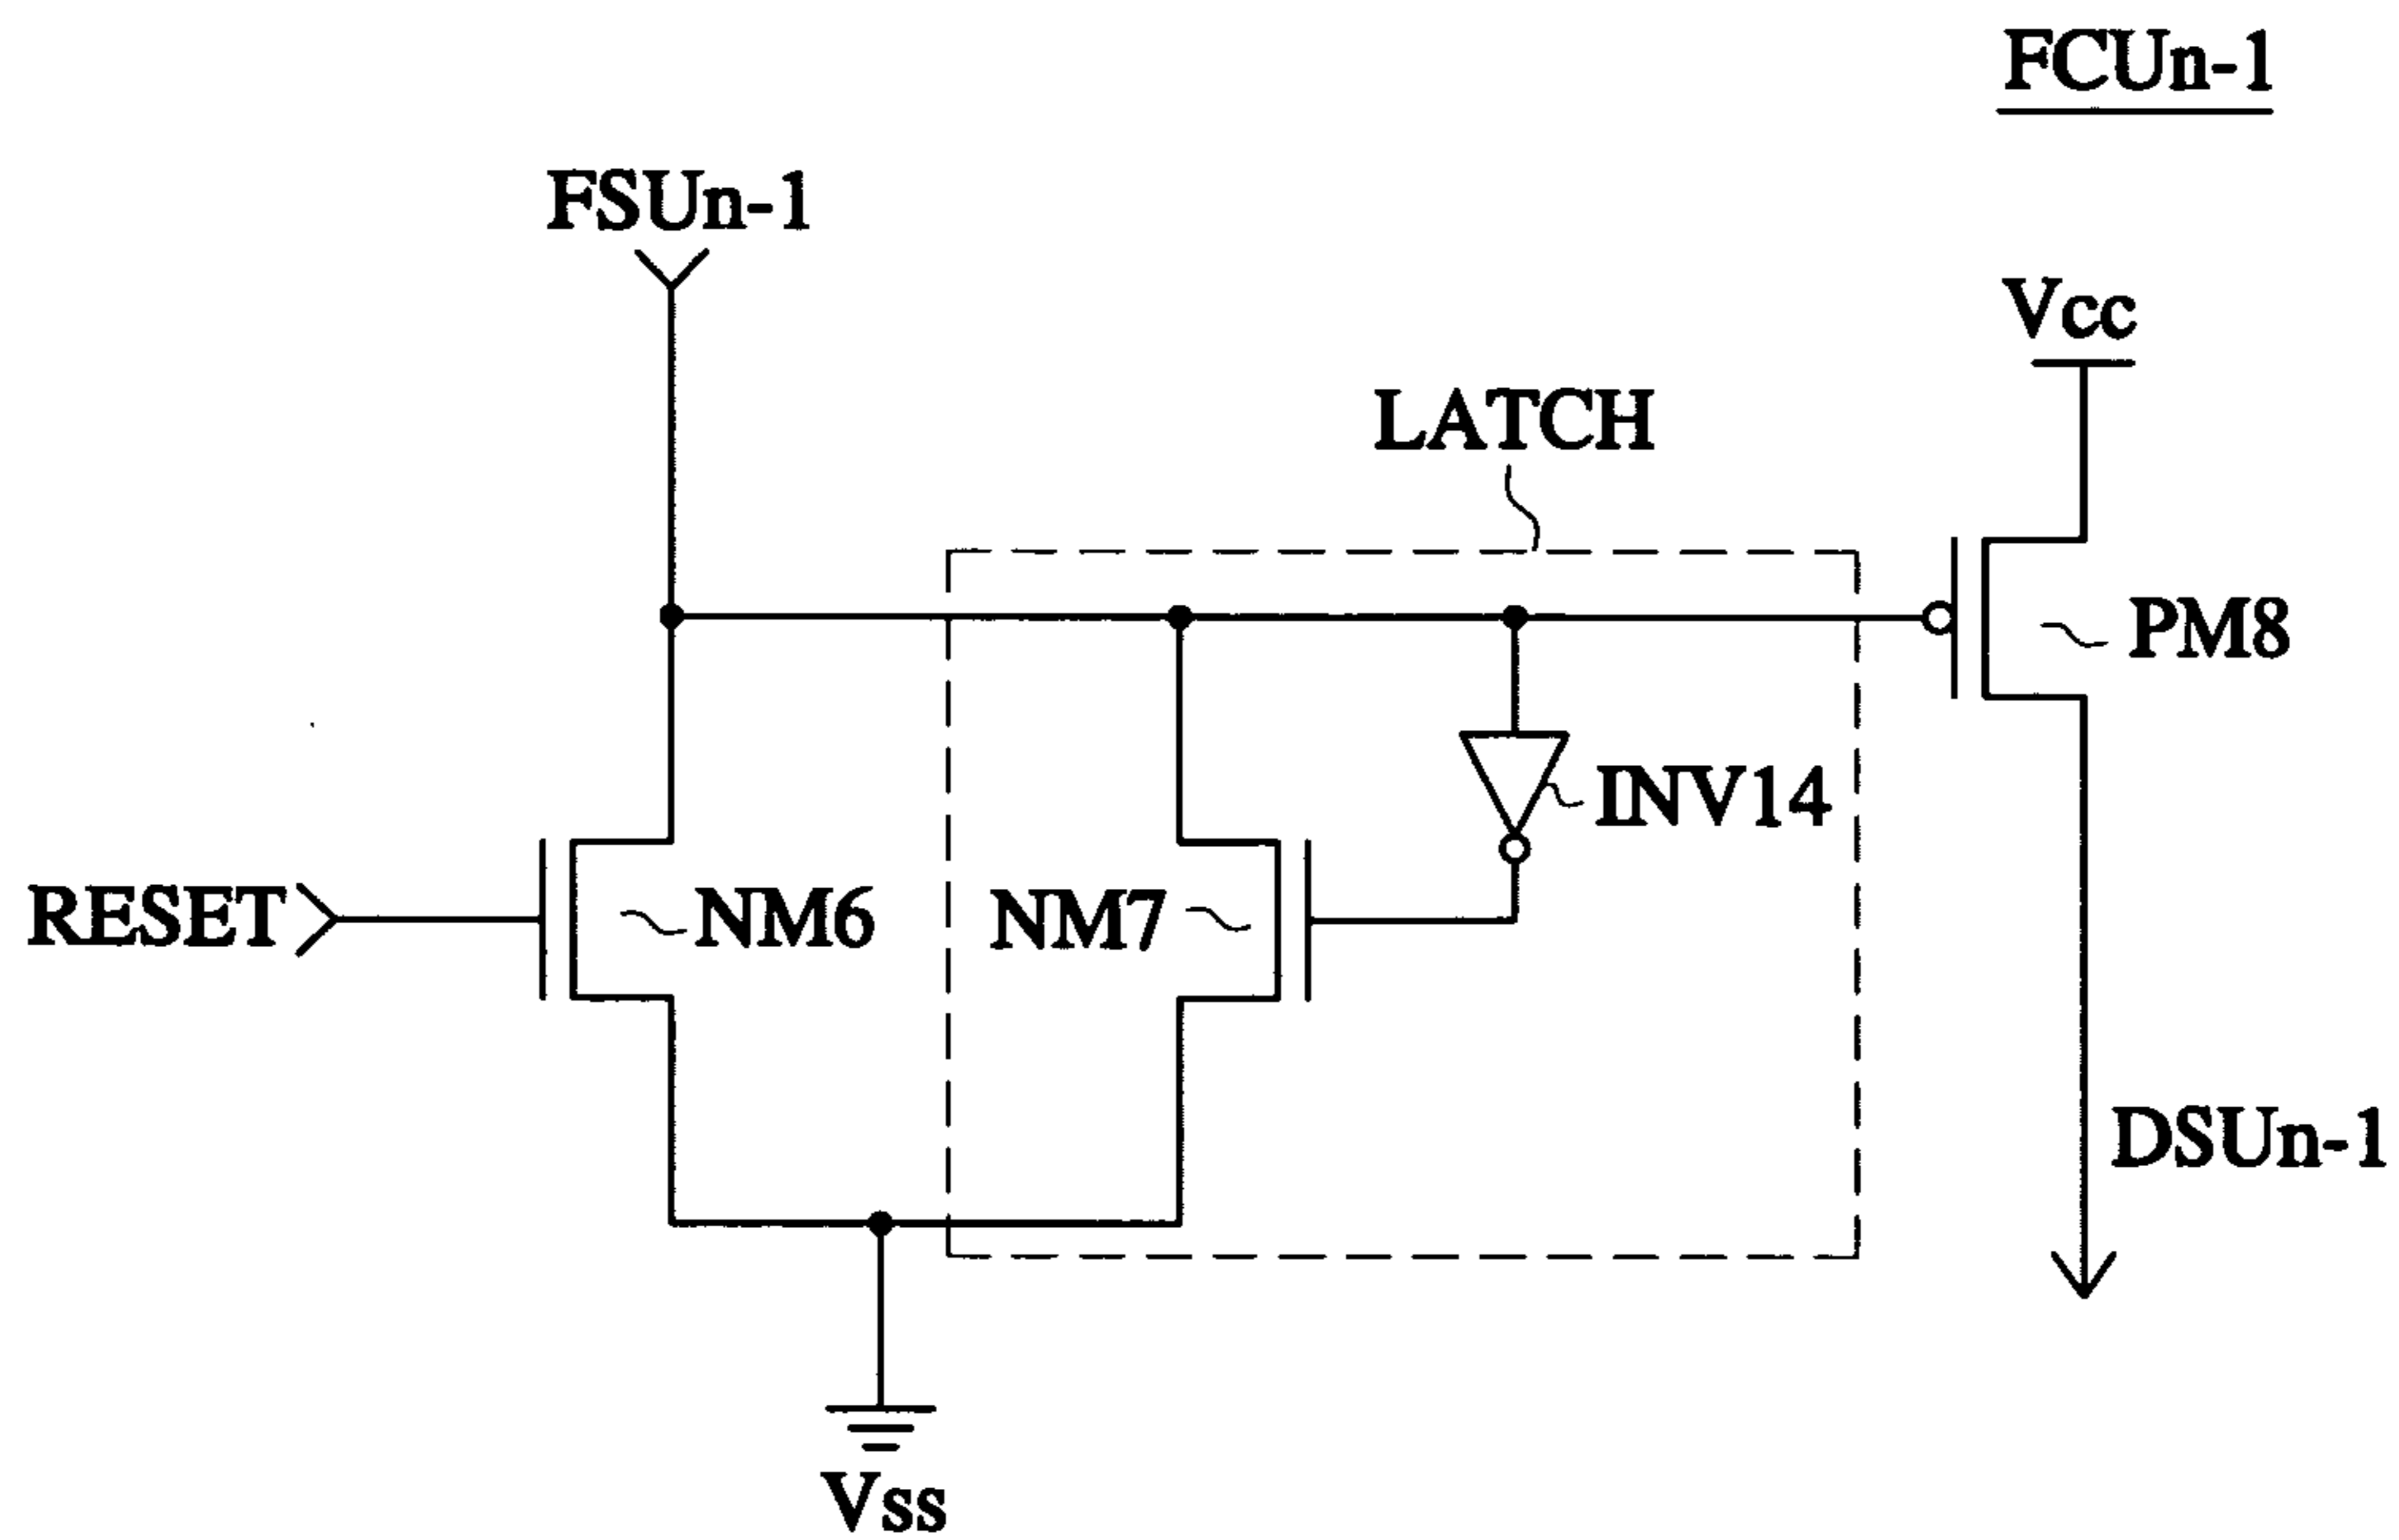 FCUn-1
FSUn-1
Vcc
LATCH
PM8
INV14
RESET
NM6
NM7
DSUn-1
Vss